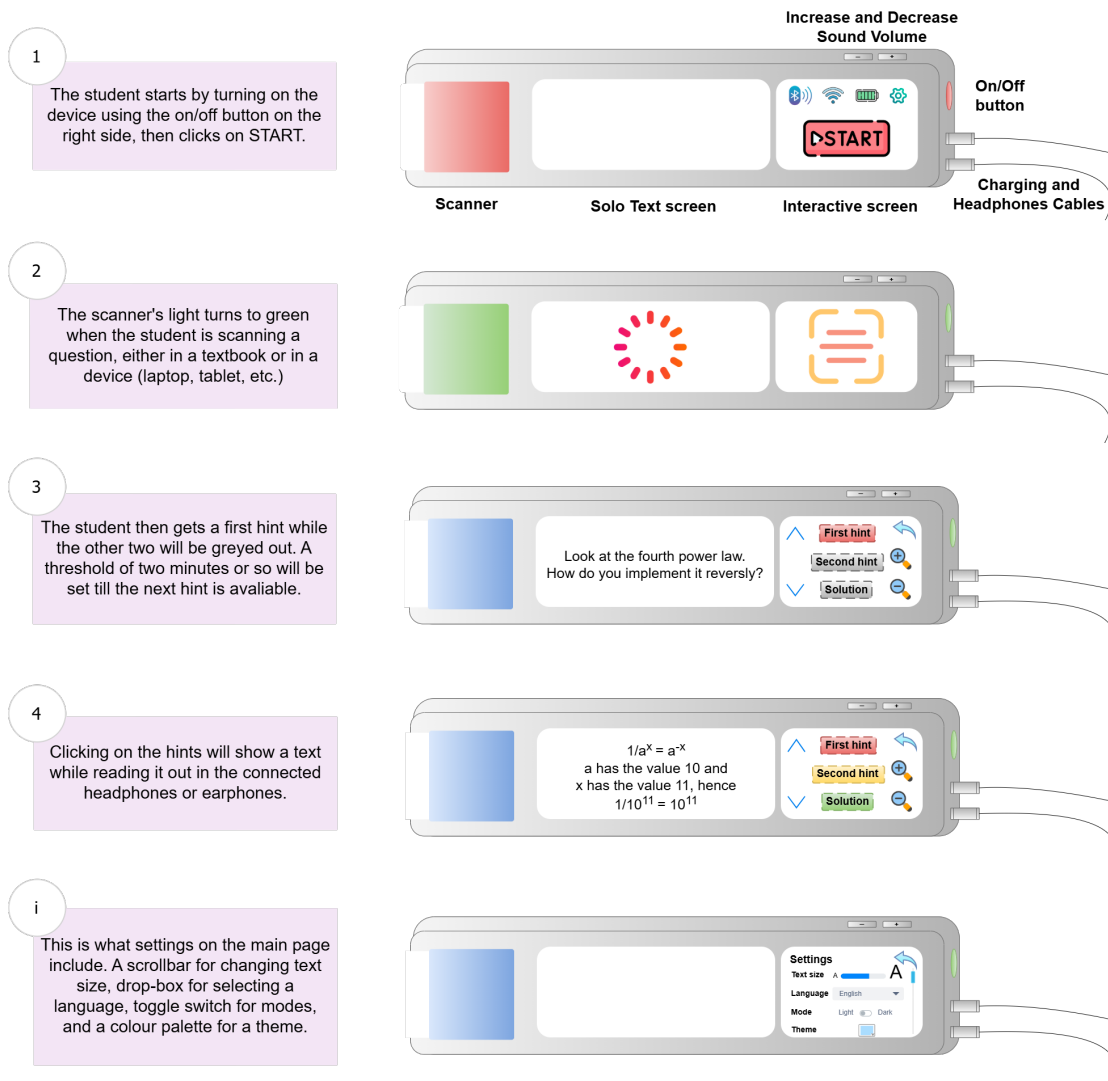 Increase and Decrease
Sound Volume
1
The student starts by turning on the
device using the on/off button on the
right side, then clicks on START.
− +
START
On/Off
button
Scanner
Solo Text screen
Interactive screen
Charging and
Headphones Cables
2
The scanner's light turns to green
when the student is scanning a
question, either in a textbook or in a
device (laptop, tablet, etc.)
− +
3
The student then gets a first hint while
the other two will be greyed out. A
threshold of two minutes or so will be
set till the next hint is avaliable.
− +
Look at the fourth power law.
How do you implement it reversly?
First hint
Second hint
Solution
4
Clicking on the hints will show a text
while reading it out in the connected
headphones or earphones.
− +
1/aˣ = a⁻ˣ
a has the value 10 and
x has the value 11, hence
1/10¹¹ = 10¹¹
First hint
Second hint
Solution
i
This is what settings on the main page
include. A scrollbar for changing text
size, drop-box for selecting a
language, toggle switch for modes,
and a colour palette for a theme.
− +
Settings
Text size A A
Language English
Mode Light Dark
Theme